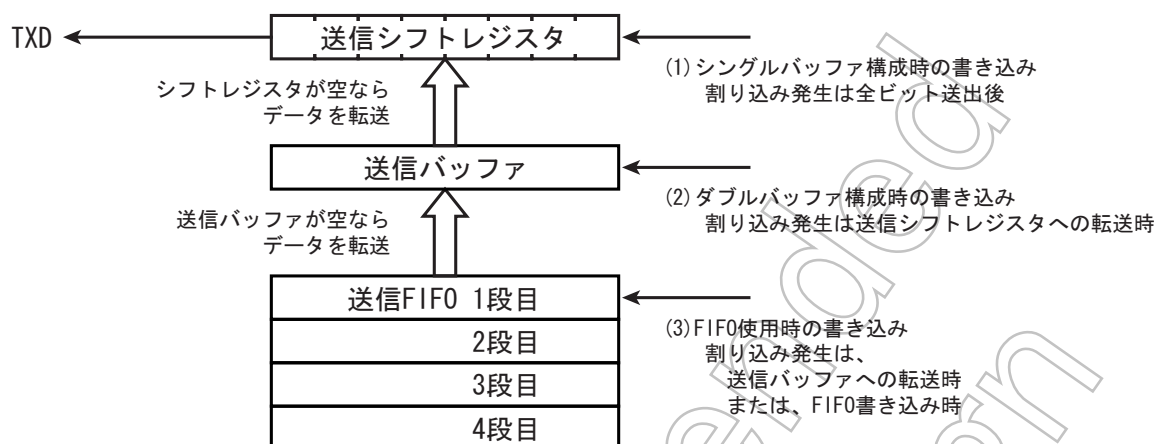 TXD
送信シフトレジスタ
(1)シングルバッファ構成時の書き込み
割り込み発生は全ビット送出後
シフトレジスタが空なら
データを転送
送信バッファ
(2)ダブルバッファ構成時の書き込み
割り込み発生は送信シフトレジスタへの転送時
送信バッファが空なら
データを転送
送信FIFO 1段目
2段目
3段目
4段目
(3)FIFO使用時の書き込み
割り込み発生は、
送信バッファへの転送時
または、FIFO書き込み時